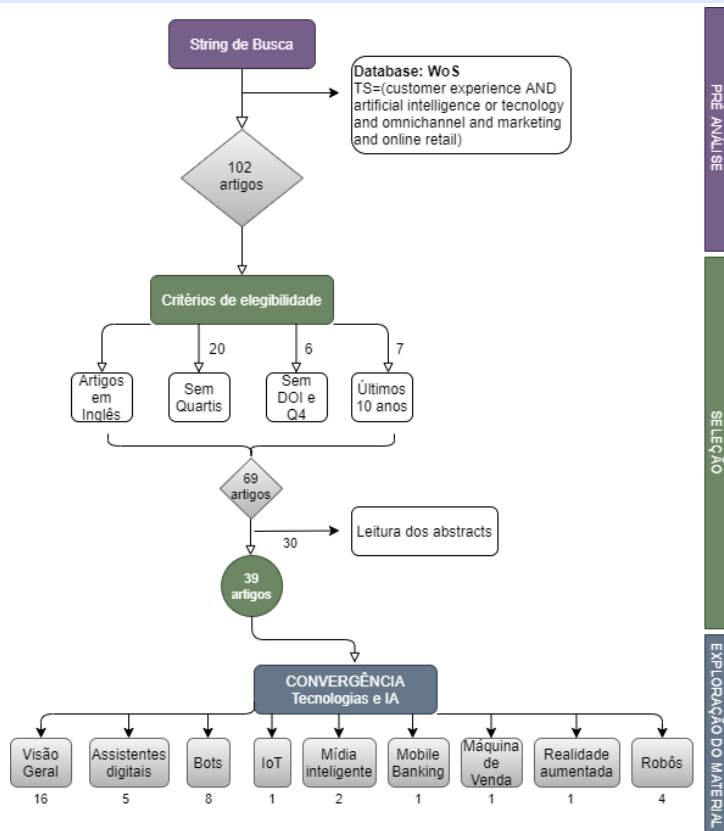 String de Busca
Database: WoS
TS=(customer experience AND
artificial intelligence or tecnology
and omnichannel and marketing
and online retail)
PRÉ ANÁLISE
102
artigos
Critérios de elegibilidade
20
6
7
Artigos
em
Inglês
Sem
Quartis
Sem
DOI e
Q4
Últimos
10 anos
SELEÇÃO
69
artigos
30
Leitura dos abstracts
39
artigos
EXPLORAÇÃO DO MATERIAL
CONVERGÊNCIA
Tecnologias e IA
Visão
Geral
Assistentes
digitais
Bots
IoT
Mídia
inteligente
Mobile
Banking
Máquina
de
Venda
Realidade
aumentada
Robôs
16
5
8
1
2
1
1
1
4